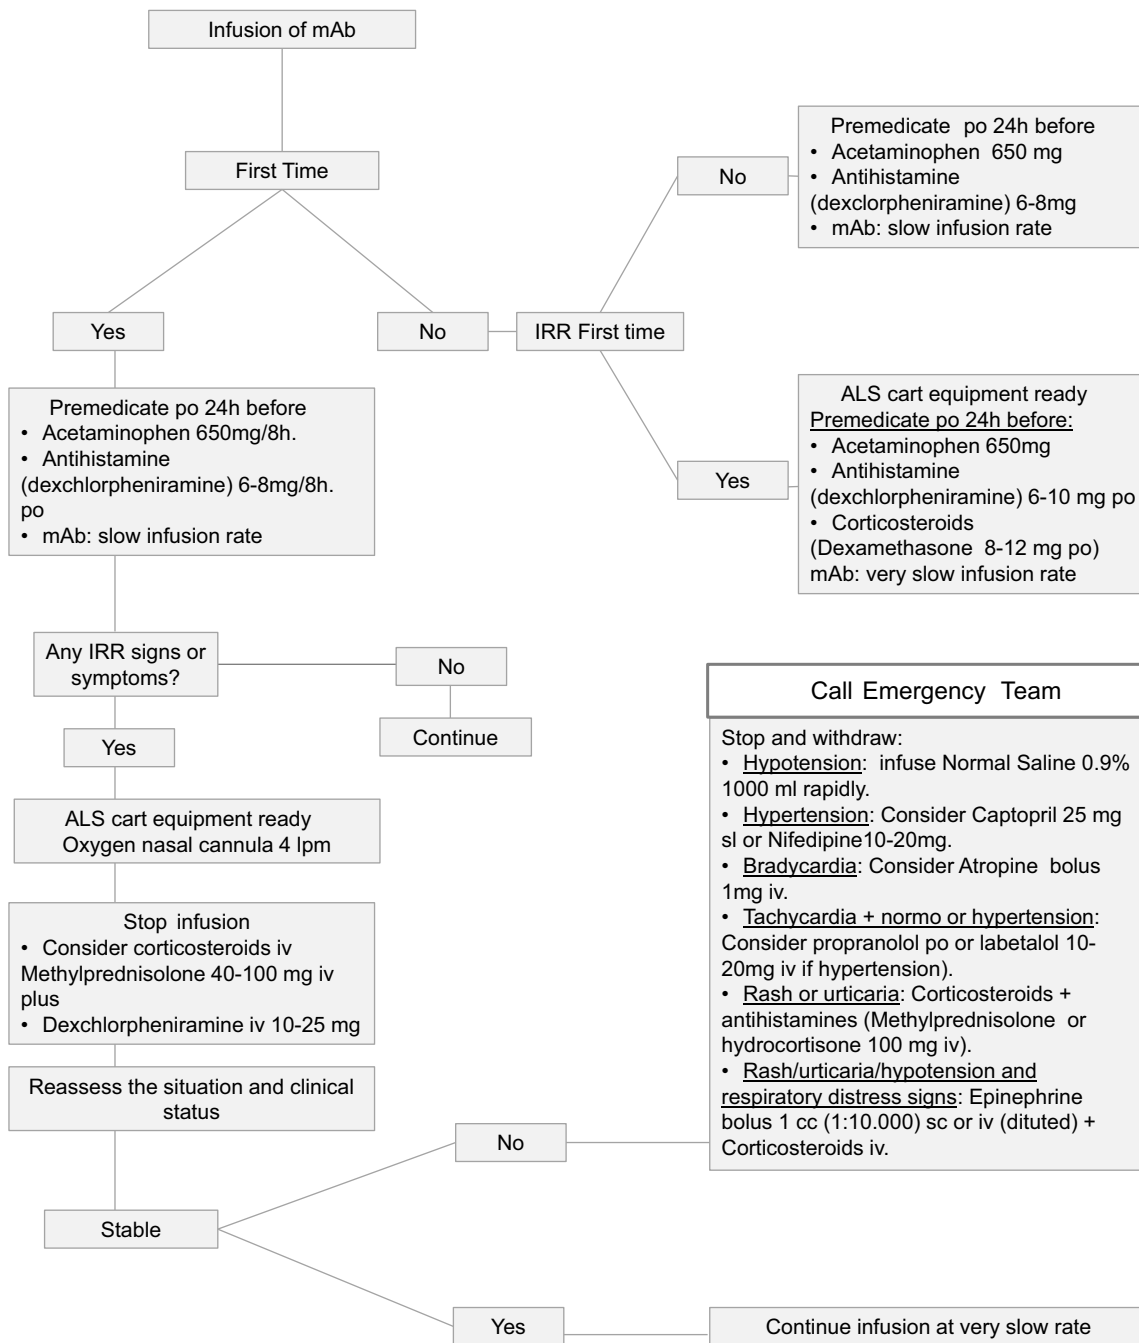 Infusion of mAb
First Time
Yes
No
IRR First time
No
Premedicate po 24h before
• Acetaminophen 650 mg
• Antihistamine
(dexclorpheniramine) 6-8mg
• mAb: slow infusion rate
Yes
ALS cart equipment ready
Premedicate po 24h before:
• Acetaminophen 650mg
• Antihistamine
(dexchlorpheniramine) 6-10 mg po
• Corticosteroids
(Dexamethasone 8-12 mg po)
mAb: very slow infusion rate
Premedicate po 24h before
• Acetaminophen 650mg/8h.
• Antihistamine
(dexchlorpheniramine) 6-8mg/8h.
po
• mAb: slow infusion rate
Any IRR signs or
symptoms?
No
Continue
Yes
ALS cart equipment ready
Oxygen nasal cannula 4 lpm
Stop infusion
• Consider corticosteroids iv
Methylprednisolone 40-100 mg iv
plus
• Dexchlorpheniramine iv 10-25 mg
Reassess the situation and clinical
status
Stable
No
Call Emergency Team
Stop and withdraw:
• Hypotension: infuse Normal Saline 0.9%
1000 ml rapidly.
• Hypertension: Consider Captopril 25 mg
sl or Nifedipine10-20mg.
• Bradycardia: Consider Atropine bolus
1mg iv.
• Tachycardia + normo or hypertension:
Consider propranolol po or labetalol 10-
20mg iv if hypertension).
• Rash or urticaria: Corticosteroids +
antihistamines (Methylprednisolone or
hydrocortisone 100 mg iv).
• Rash/urticaria/hypotension and
respiratory distress signs: Epinephrine
bolus 1 cc (1:10.000) sc or iv (dituted) +
Corticosteroids iv.
Yes
Continue infusion at very slow rate